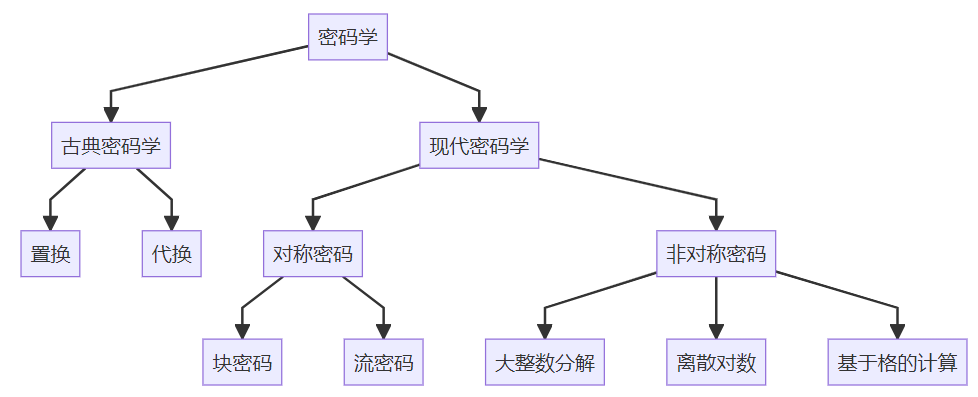 密码学
古典密码学
现代密码学
置换
代换
对称密码
非对称密码
块密码
流密码
大整数分解
离散对数
基于格的计算